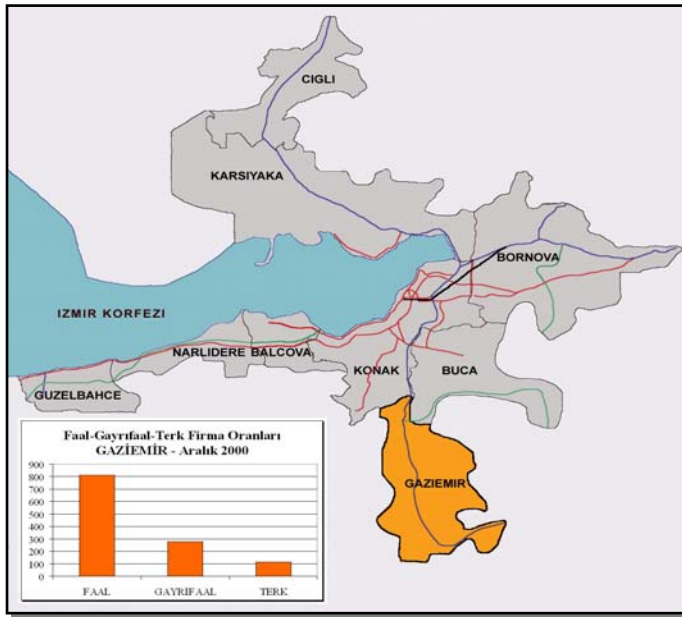 CIGLI
KARSIYAKA
BORNOVA
IZMIR KORFEZI
NARLIDERE BALCOVA
KONAK
BUCA
GUZELBAHCE
GAZIEMIR
Faal-Gayrıfaal-Terk Firma Oranları
GAZİEMİR - Aralık 2000
900
800
700
600
500
400
300
200
100
0
FAAL GAYRIFAAL TERK